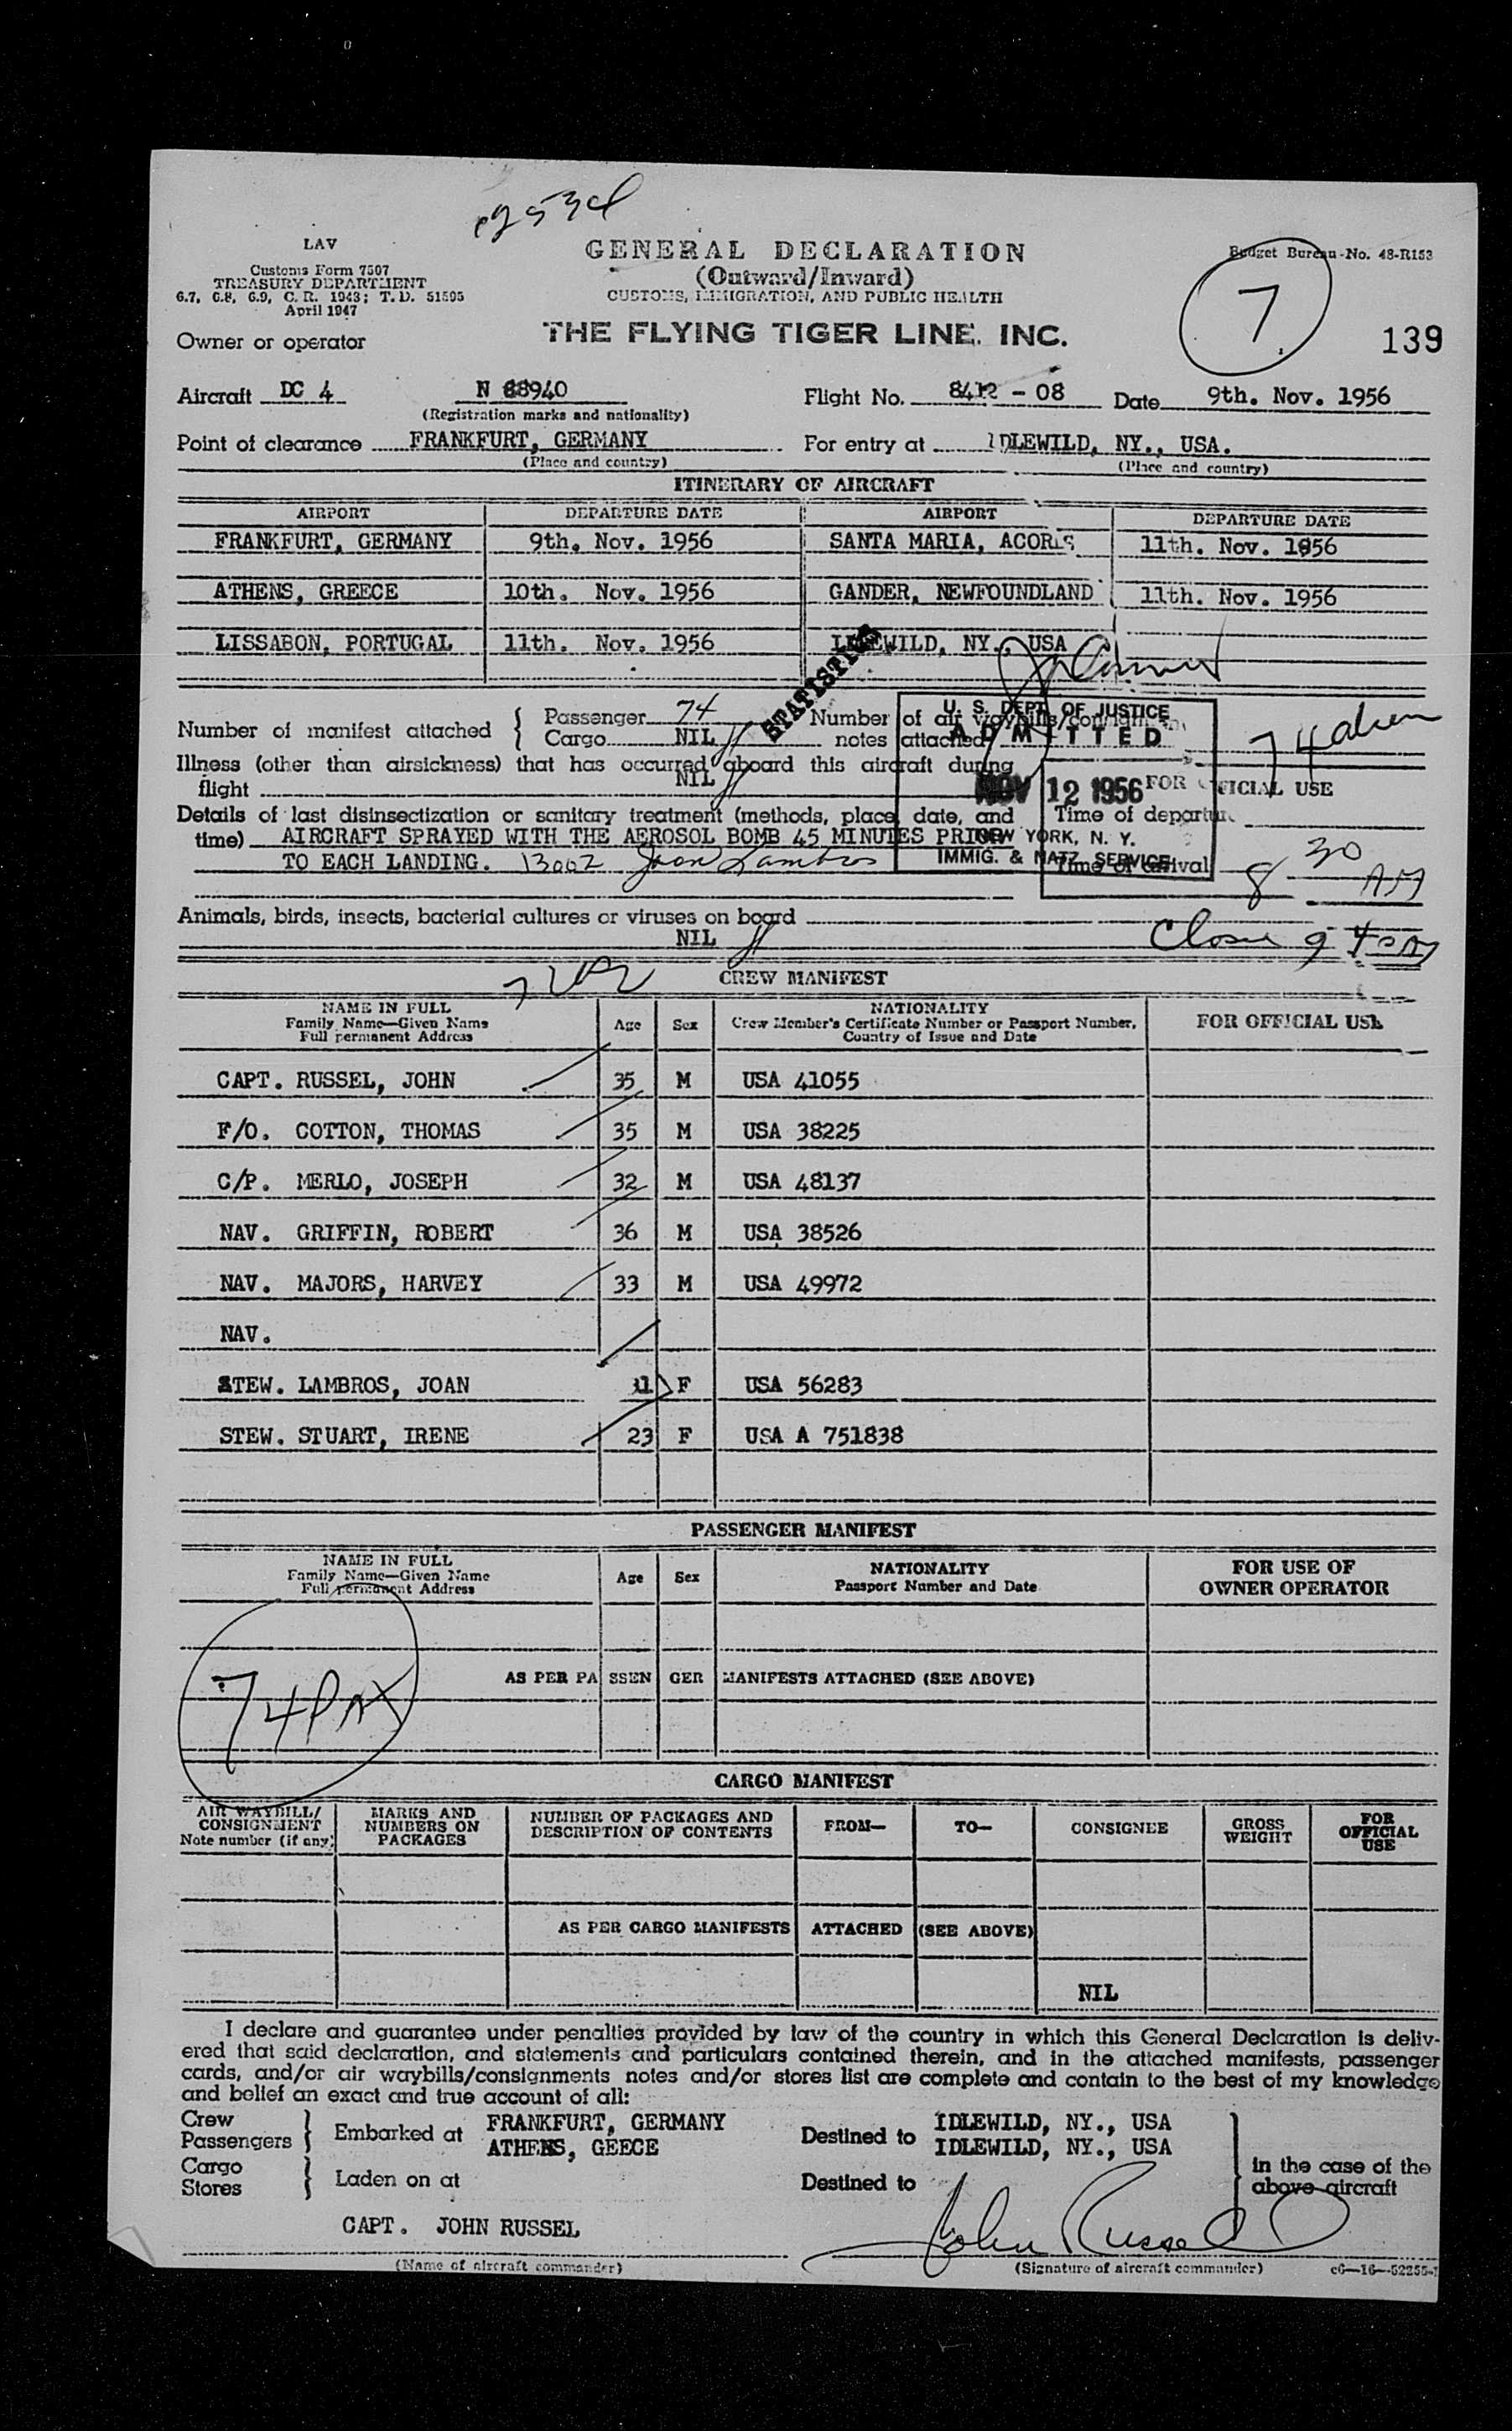 LAV
Customs Form 7507
TREASURY DEPARTMENT
6.7, 6.8, 6.9, C. R. 1943; T. D. 51595
April 1947
GENERAL DECLARATION
(Outward/Inward)
CUSTOMS, IMMIGRATION, AND PUBLIC HEALTH
Budget Bureau No. 48-R153
7
139
Owner or operator
THE FLYING TIGER LINE. INC.
Aircraft DC 4 N 88940 Flight No. 8412 - 08 Date 9th. Nov. 1956
(Registration marks and nationality)
Point of clearance FRANKFURT, GERMANY For entry at IDLEWILD, NY., USA.
(Place and country) (Place and country)
ITINERARY OF AIRCRAFT
AIRPORT DEPARTURE DATE AIRPORT DEPARTURE DATE
FRANKFURT, GERMANY 9th. Nov. 1956 SANTA MARIA, ACORES 11th. Nov. 1956
ATHENS, GREECE 10th. Nov. 1956 GANDER, NEWFOUNDLAND 11th. Nov. 1956
LISSABON, PORTUGAL 11th. Nov. 1956 IDLEWILD, NY., USA
STATISTICS
Number of manifest attached { Passenger 74 Number of air waybills/consignment
Cargo NIL notes attached
74 alien
U. S. DEPT. OF JUSTICE
ADMITTED
NOV 12 1956
NEW YORK, N. Y.
IMMIG. & NATZ. SERVICE
Illness (other than airsickness) that has occurred aboard this aircraft during
flight NIL
FOR OFFICIAL USE
Details of last disinsectization or sanitary treatment (methods, place, date, and
time) AIRCRAFT SPRAYED WITH THE AEROSOL BOMB 45 MINUTES PRIOR
TO EACH LANDING. 1300Z Joan Lambros
Time of departure
Time of arrival 8 30 AM
Animals, birds, insects, bacterial cultures or viruses on board
NIL
CREW MANIFEST
NAME IN FULL
Family Name—Given Name
Full permanent Address
Age Sex
NATIONALITY
Crew Member's Certificate Number or Passport Number,
Country of Issue and Date
FOR OFFICIAL USE
CAPT. RUSSEL, JOHN 35 M USA 41055
F/O. COTTON, THOMAS 35 M USA 38225
C/P. MERLO, JOSEPH 32 M USA 48137
NAV. GRIFFIN, ROBERT 36 M USA 38526
NAV. MAJORS, HARVEY 33 M USA 49972
NAV.
STEW. LAMBROS, JOAN F USA 56283
STEW. STUART, IRENE 23 F USA A 751838
PASSENGER MANIFEST
NAME IN FULL
Family Name—Given Name
Full permanent Address
Age Sex
NATIONALITY
Passport Number and Date
FOR USE OF
OWNER OPERATOR
74 PAX
AS PER PASSENGER MANIFESTS ATTACHED (SEE ABOVE)
CARGO MANIFEST
AIR WAYBILL/
CONSIGNMENT
Note number (if any)
MARKS AND
NUMBERS ON
PACKAGES
NUMBER OF PACKAGES AND
DESCRIPTION OF CONTENTS
FROM—
TO—
CONSIGNEE
GROSS
WEIGHT
FOR
OFFICIAL
USE
AS PER CARGO MANIFESTS ATTACHED (SEE ABOVE)
NIL
I declare and guarantee under penalties provided by law of the country in which this General Declaration is deliv-
ered that said declaration, and statements and particulars contained therein, and in the attached manifests, passenger
cards, and/or air waybills/consignments notes and/or stores list are complete and contain to the best of my knowledge
and belief an exact and true account of all:
Crew
Passengers } Embarked at FRANKFURT, GERMANY
ATHENS, GEECE
Destined to IDLEWILD, NY., USA
IDLEWILD, NY., USA
Cargo
Stores } Laden on at Destined to
in the case of the
above aircraft
CAPT. JOHN RUSSEL
John Russel
(Name of aircraft commander) (Signature of aircraft commander) c6—16—52255-1